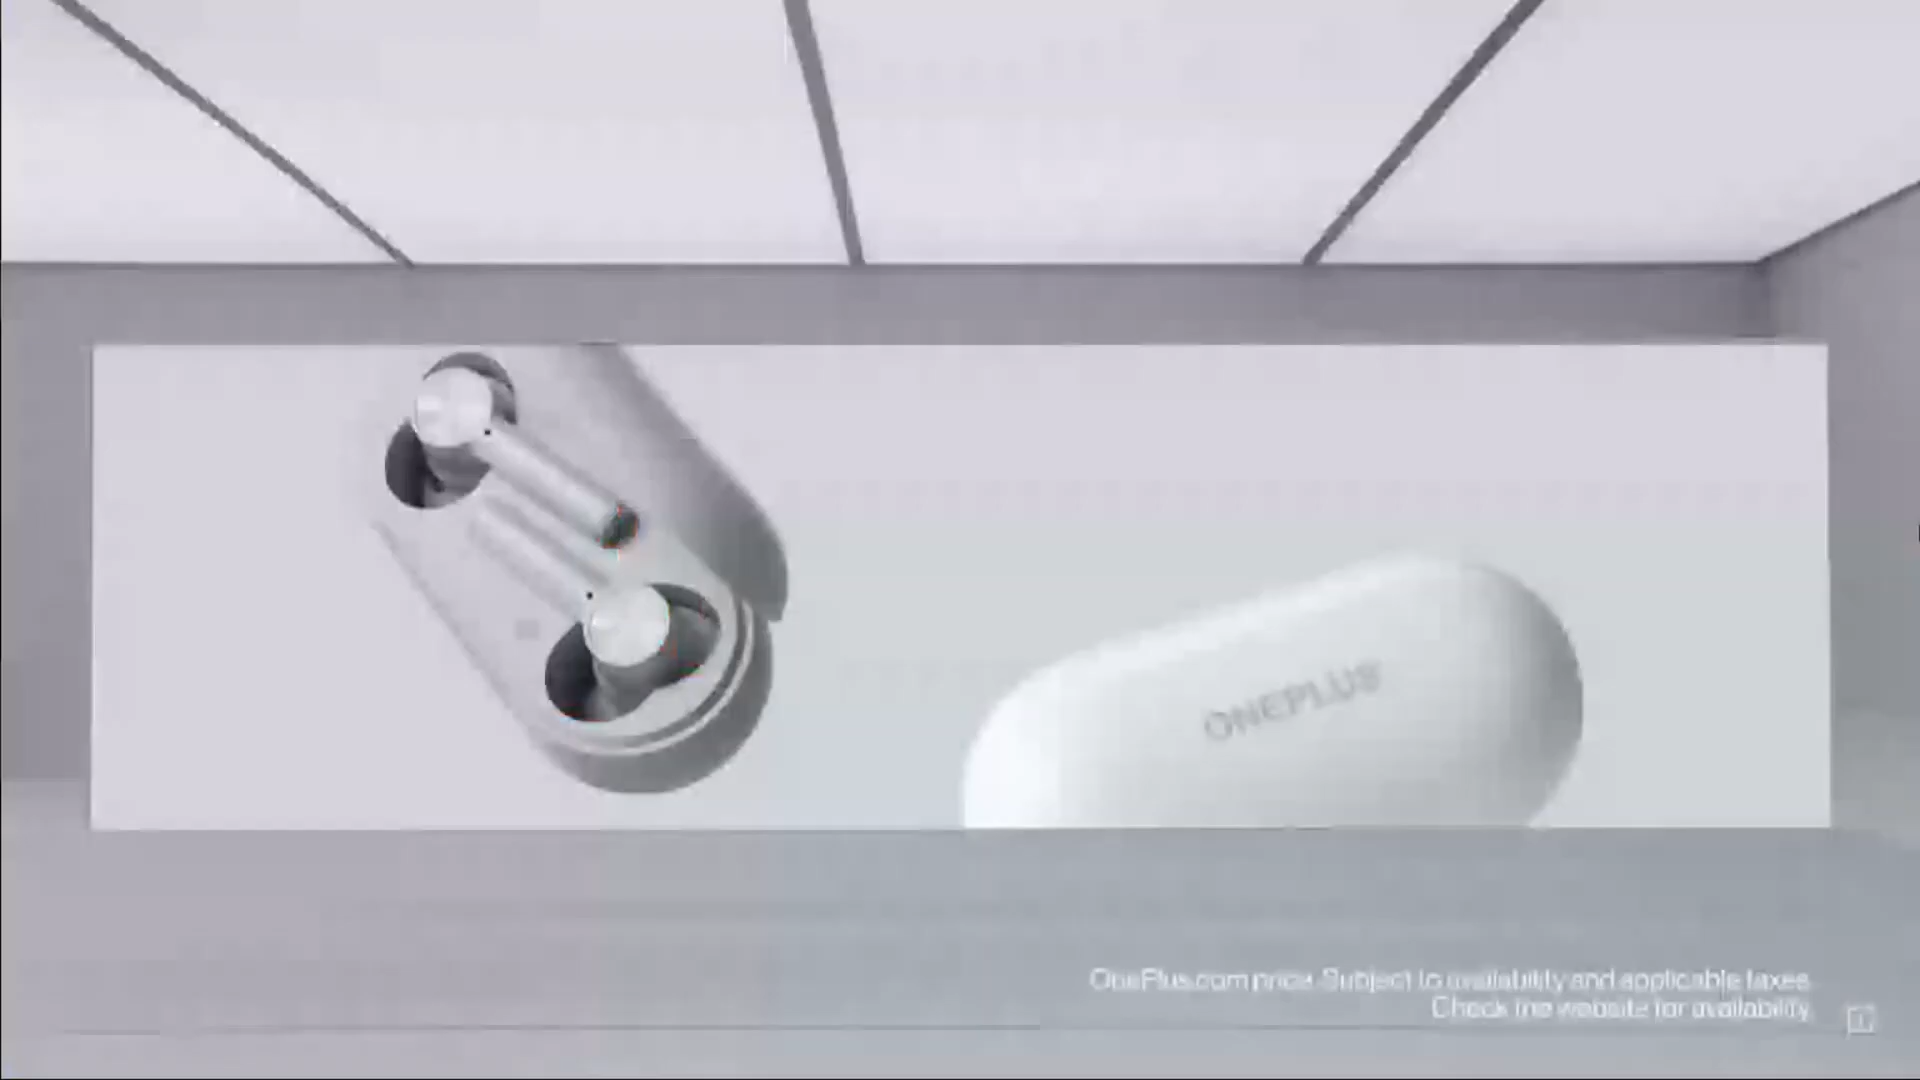 ONEPLUS
OnePlus.com price. Subject to availability and applicable taxes.
Check the website for availability.